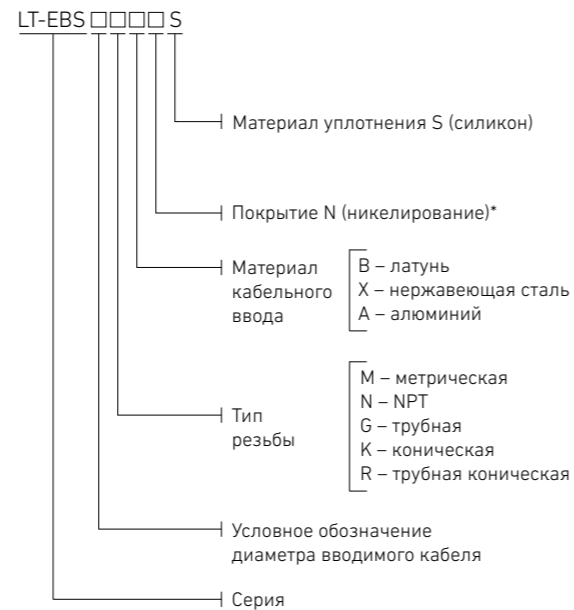 LT-EBS □□□□ S
Материал уплотнения S (силикон)
Покрытие N (никелирование)*
Материал
кабельного
ввода
B – латунь
X – нержавеющая сталь
A – алюминий
Тип
резьбы
M – метрическая
N – NPT
G – трубная
K – коническая
R – трубная коническая
Условное обозначение
диаметра вводимого кабеля
Серия